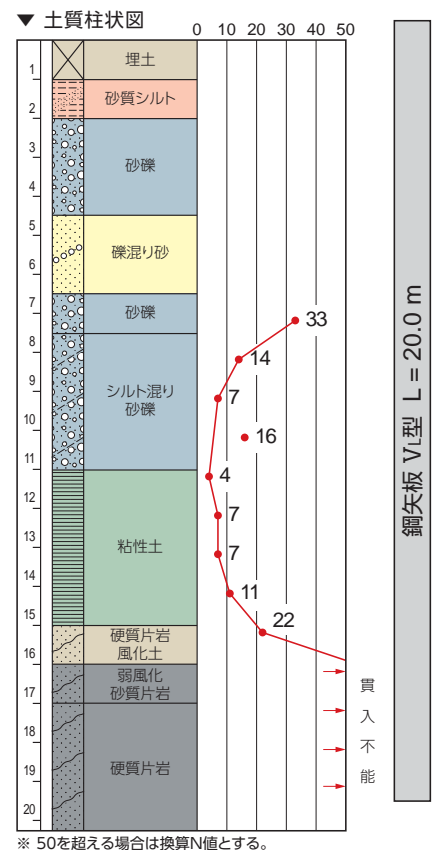 ▼ 土質柱状図
0 10 20 30 40 50
1
埋土
2
砂質シルト
3
砂礫
4
5
礫混り砂
6
7
砂礫
33
8
14
9
7
シルト混り
砂礫
10
16
11
4
12
7
13
粘性土
7
14
11
15
22
硬質片岩
風化土
16
弱風化
砂質片岩
17
18
硬質片岩
19
20
貫入不能
鋼矢板 VL型 L = 20.0 m
※ 50を超える場合は換算N値とする。